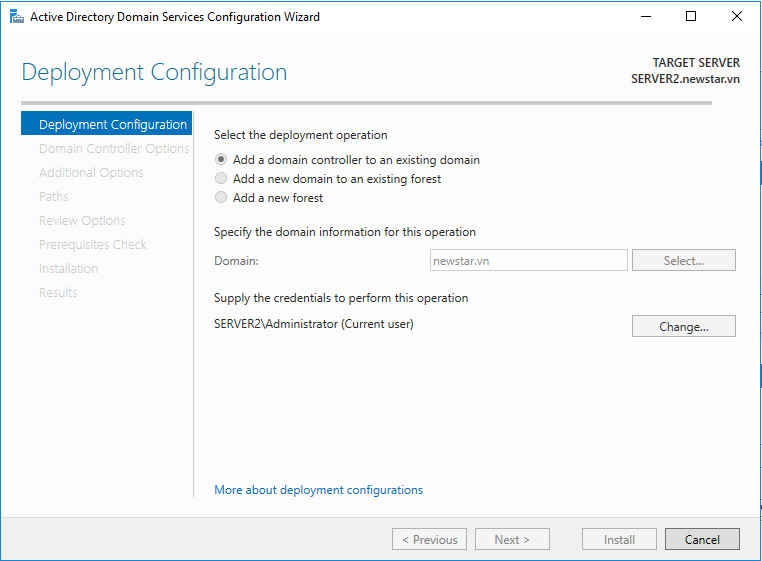 Active Directory Domain Services Configuration Wizard
Deployment Configuration
TARGET SERVER
SERVER2.newstar.vn
Deployment Configuration
Domain Controller Options
Additional Options
Paths
Review Options
Prerequisites Check
Installation
Results
Select the deployment operation
Add a domain controller to an existing domain
Add a new domain to an existing forest
Add a new forest
Specify the domain information for this operation
Domain:
newstar.vn
Select...
Supply the credentials to perform this operation
SERVER2\Administrator (Current user)
Change...
More about deployment configurations
< Previous
Next >
Install
Cancel